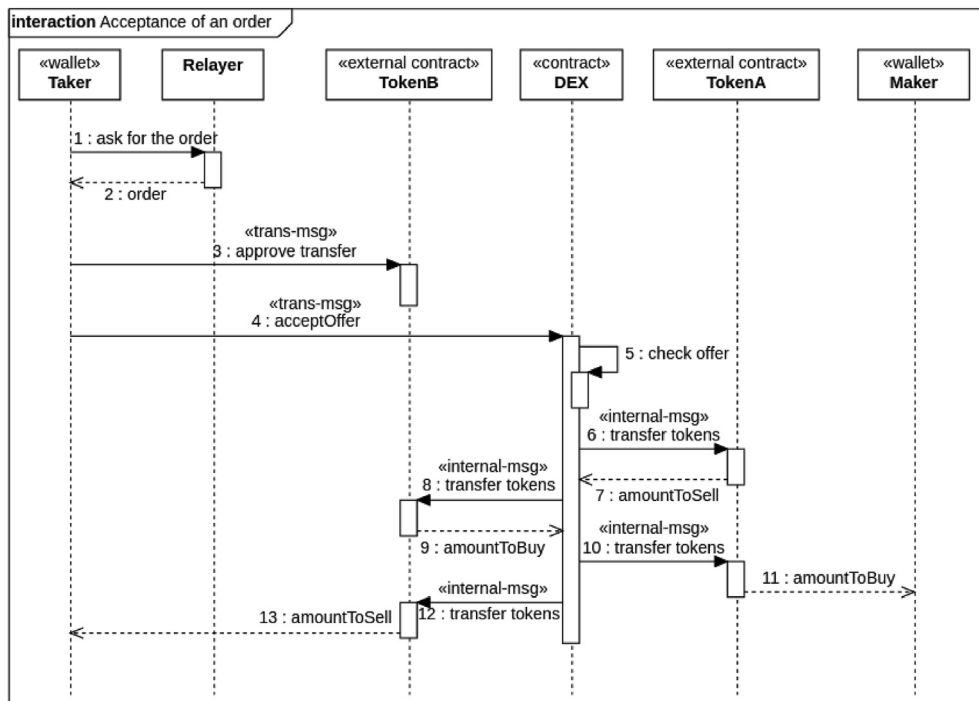 interaction Acceptance of an order
«wallet»
Taker
Relayer
«external contract»
TokenB
«contract»
DEX
«external contract»
TokenA
«wallet»
Maker
1 : ask for the order
2 : order
«trans-msg»
3 : approve transfer
«trans-msg»
4 : acceptOffer
5 : check offer
«internal-msg»
6 : transfer tokens
7 : amountToSell
«internal-msg»
8 : transfer tokens
9 : amountToBuy
«internal-msg»
10 : transfer tokens
11 : amountToBuy
«internal-msg»
12 : transfer tokens
13 : amountToSell